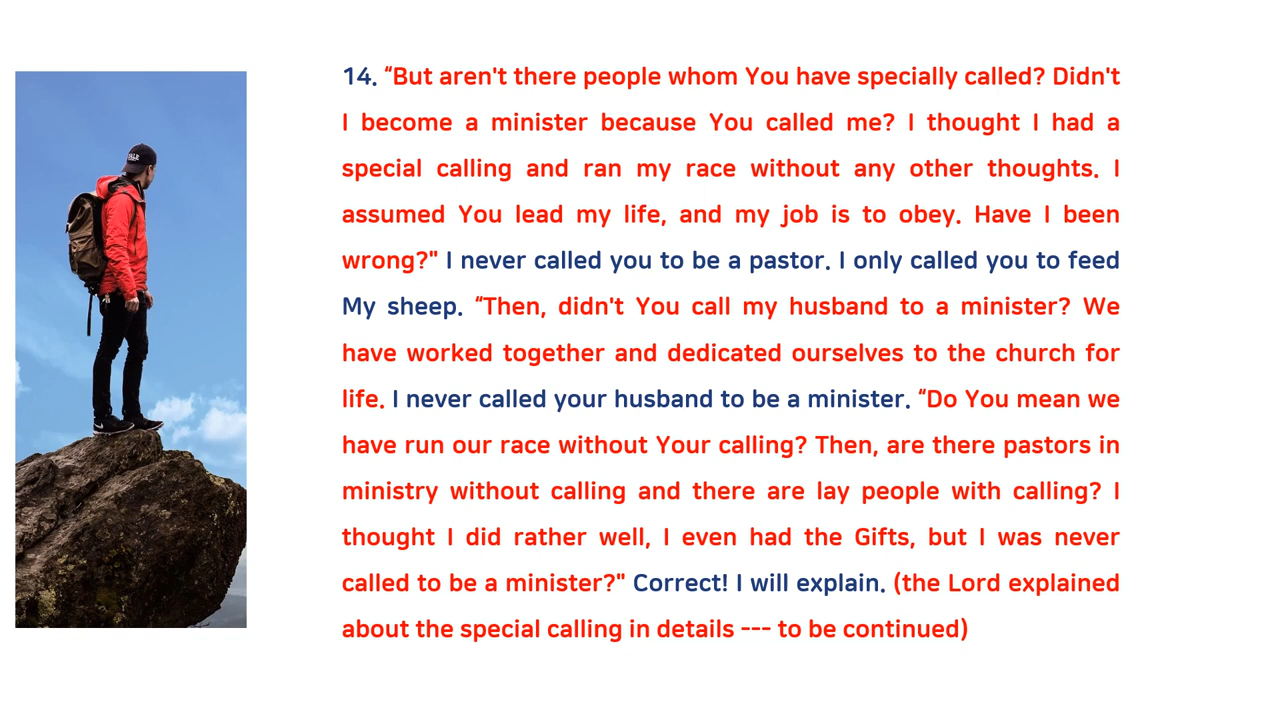 14. “But aren't there people whom You have specially called? Didn't
I become a minister because You called me? I thought I had a
special calling and ran my race without any other thoughts. I
assumed You lead my life, and my job is to obey. Have I been
wrong?" I never called you to be a pastor. I only called you to feed
My sheep. “Then, didn't You call my husband to a minister? We
have worked together and dedicated ourselves to the church for
life. I never called your husband to be a minister. “Do You mean we
have run our race without Your calling? Then, are there pastors in
ministry without calling and there are lay people with calling? I
thought I did rather well, I even had the Gifts, but I was never
called to be a minister?" Correct! I will explain. (the Lord explained
about the special calling in details --- to be continued)